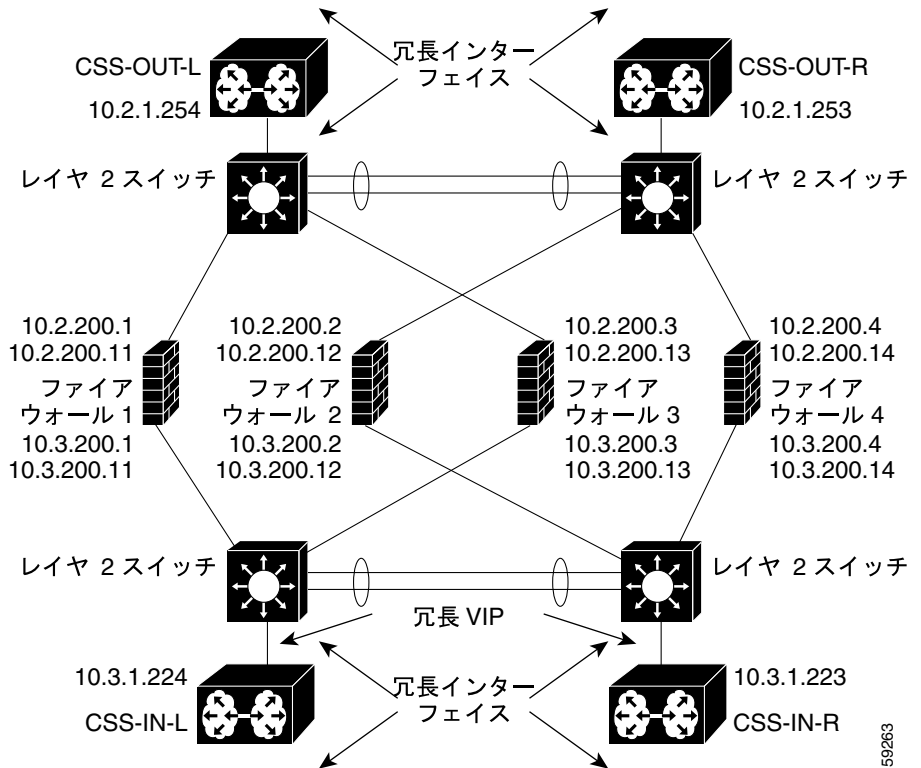 冗長インター
フェイス
CSS-OUT-L
10.2.1.254
CSS-OUT-R
10.2.1.253
レイヤ 2 スイッチ
レイヤ 2 スイッチ
10.2.200.1
10.2.200.11
ファイア
ウォール 1
10.3.200.1
10.3.200.11
10.2.200.2
10.2.200.12
ファイア
ウォール 2
10.3.200.2
10.3.200.12
10.2.200.3
10.2.200.13
ファイア
ウォール 3
10.3.200.3
10.3.200.13
10.2.200.4
10.2.200.14
ファイア
ウォール 4
10.3.200.4
10.3.200.14
レイヤ 2 スイッチ
レイヤ 2 スイッチ
冗長 VIP
10.3.1.224
CSS-IN-L
冗長インター
フェイス
10.3.1.223
CSS-IN-R
59263